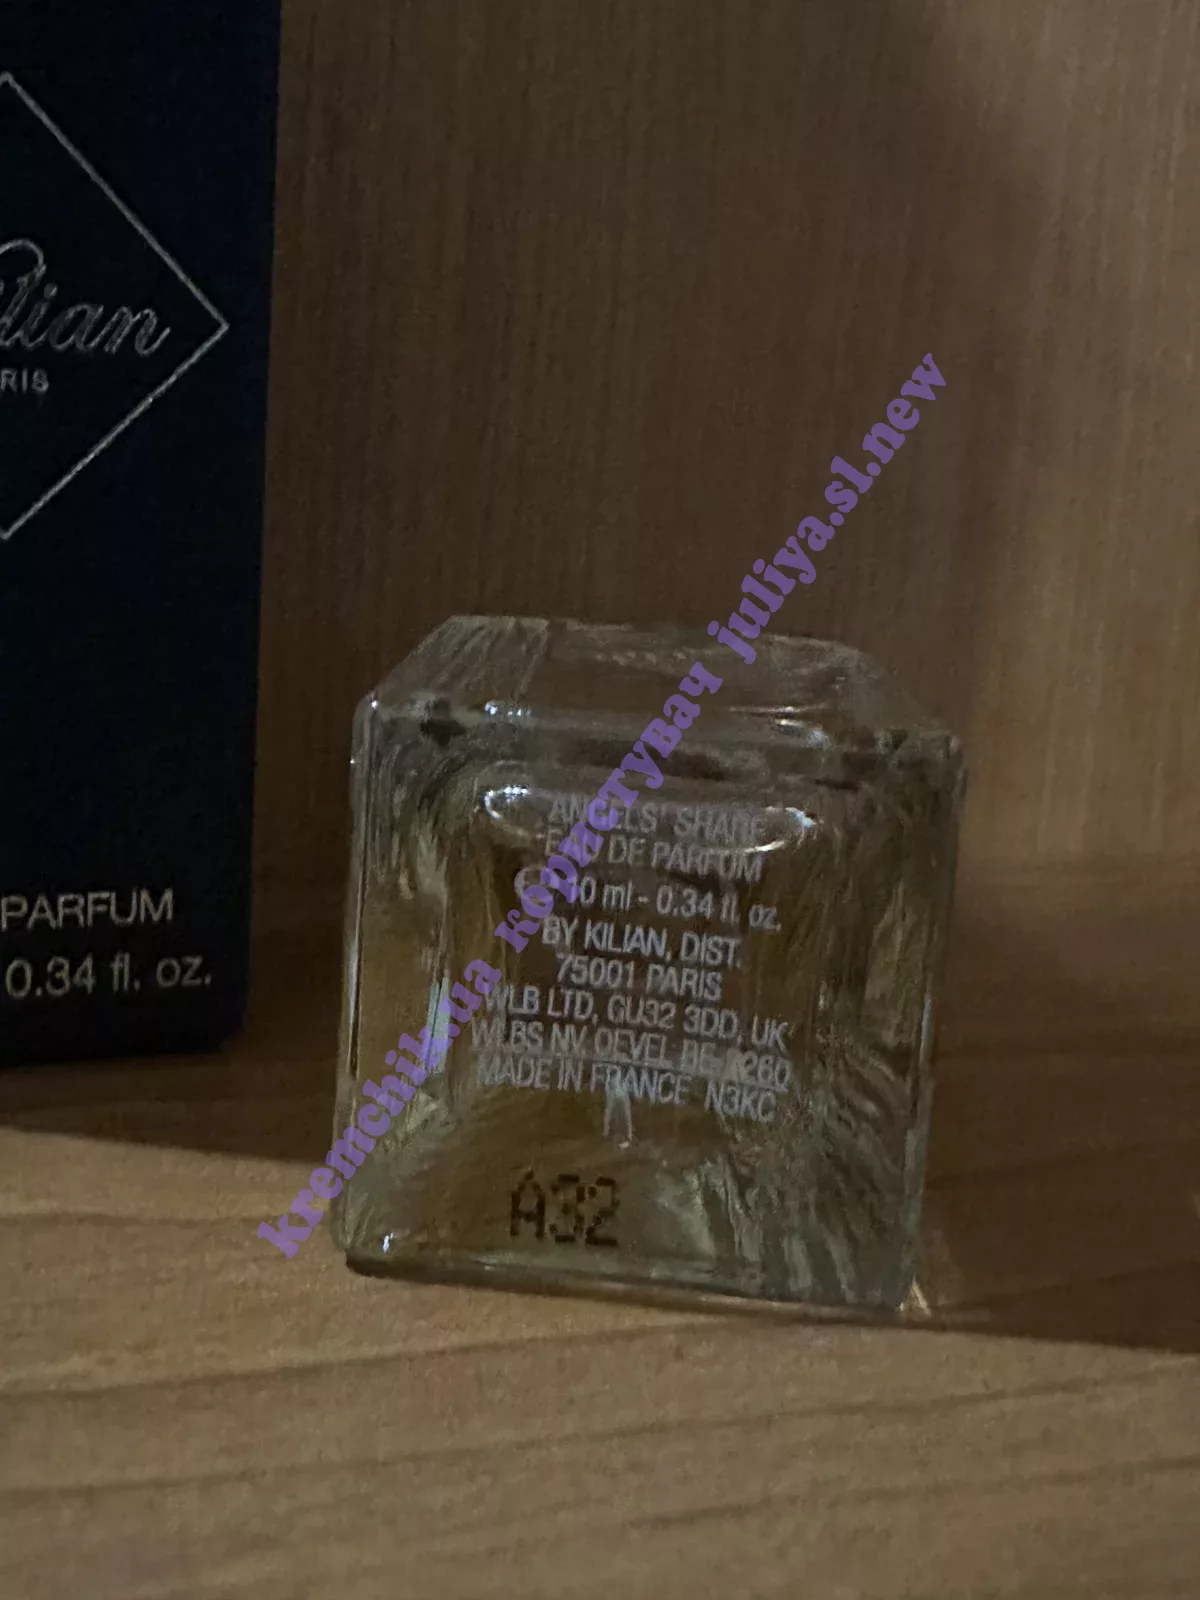 ilian
RIS
PARFUM
0.34 fl. oz.
ANGELS' SHARE
EAU DE PARFUM
10 ml - 0.34 fl. oz.
BY KILIAN, DIST.
75001 PARIS
WLB LTD, GU32 3DD, UK
WLBS NV, OEVEL BE-2260
MADE IN FRANCE N3KC
A32
kremchik.ua користувач juliya.sl.new